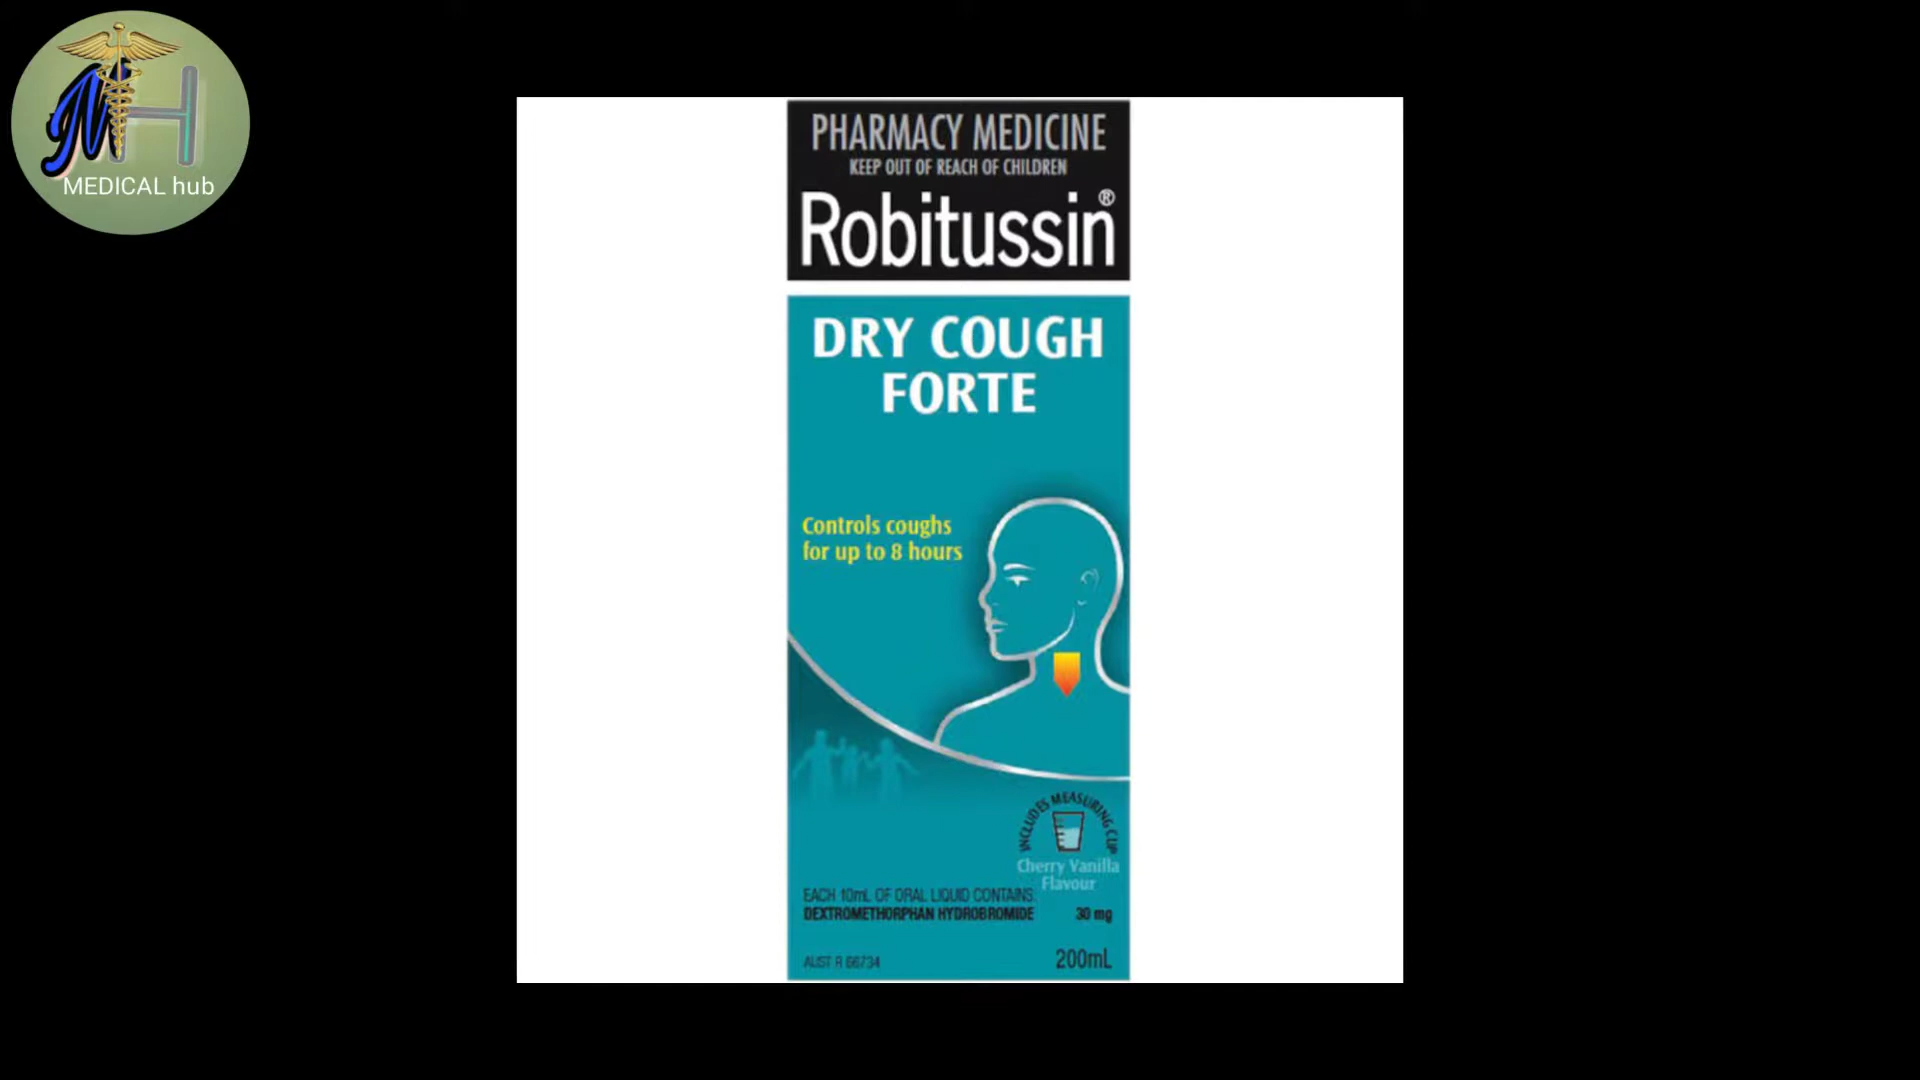 MH
MEDICAL hub
PHARMACY MEDICINE
KEEP OUT OF REACH OF CHILDREN
Robitussin®
DRY COUGH
FORTE
Controls coughs
for up to 8 hours
INCLUDES MEASURING CUP
Cherry Vanilla
Flavour
EACH 10mL OF ORAL LIQUID CONTAINS:
DEXTROMETHORPHAN HYDROBROMIDE 30 mg
AUST R 66734 200mL